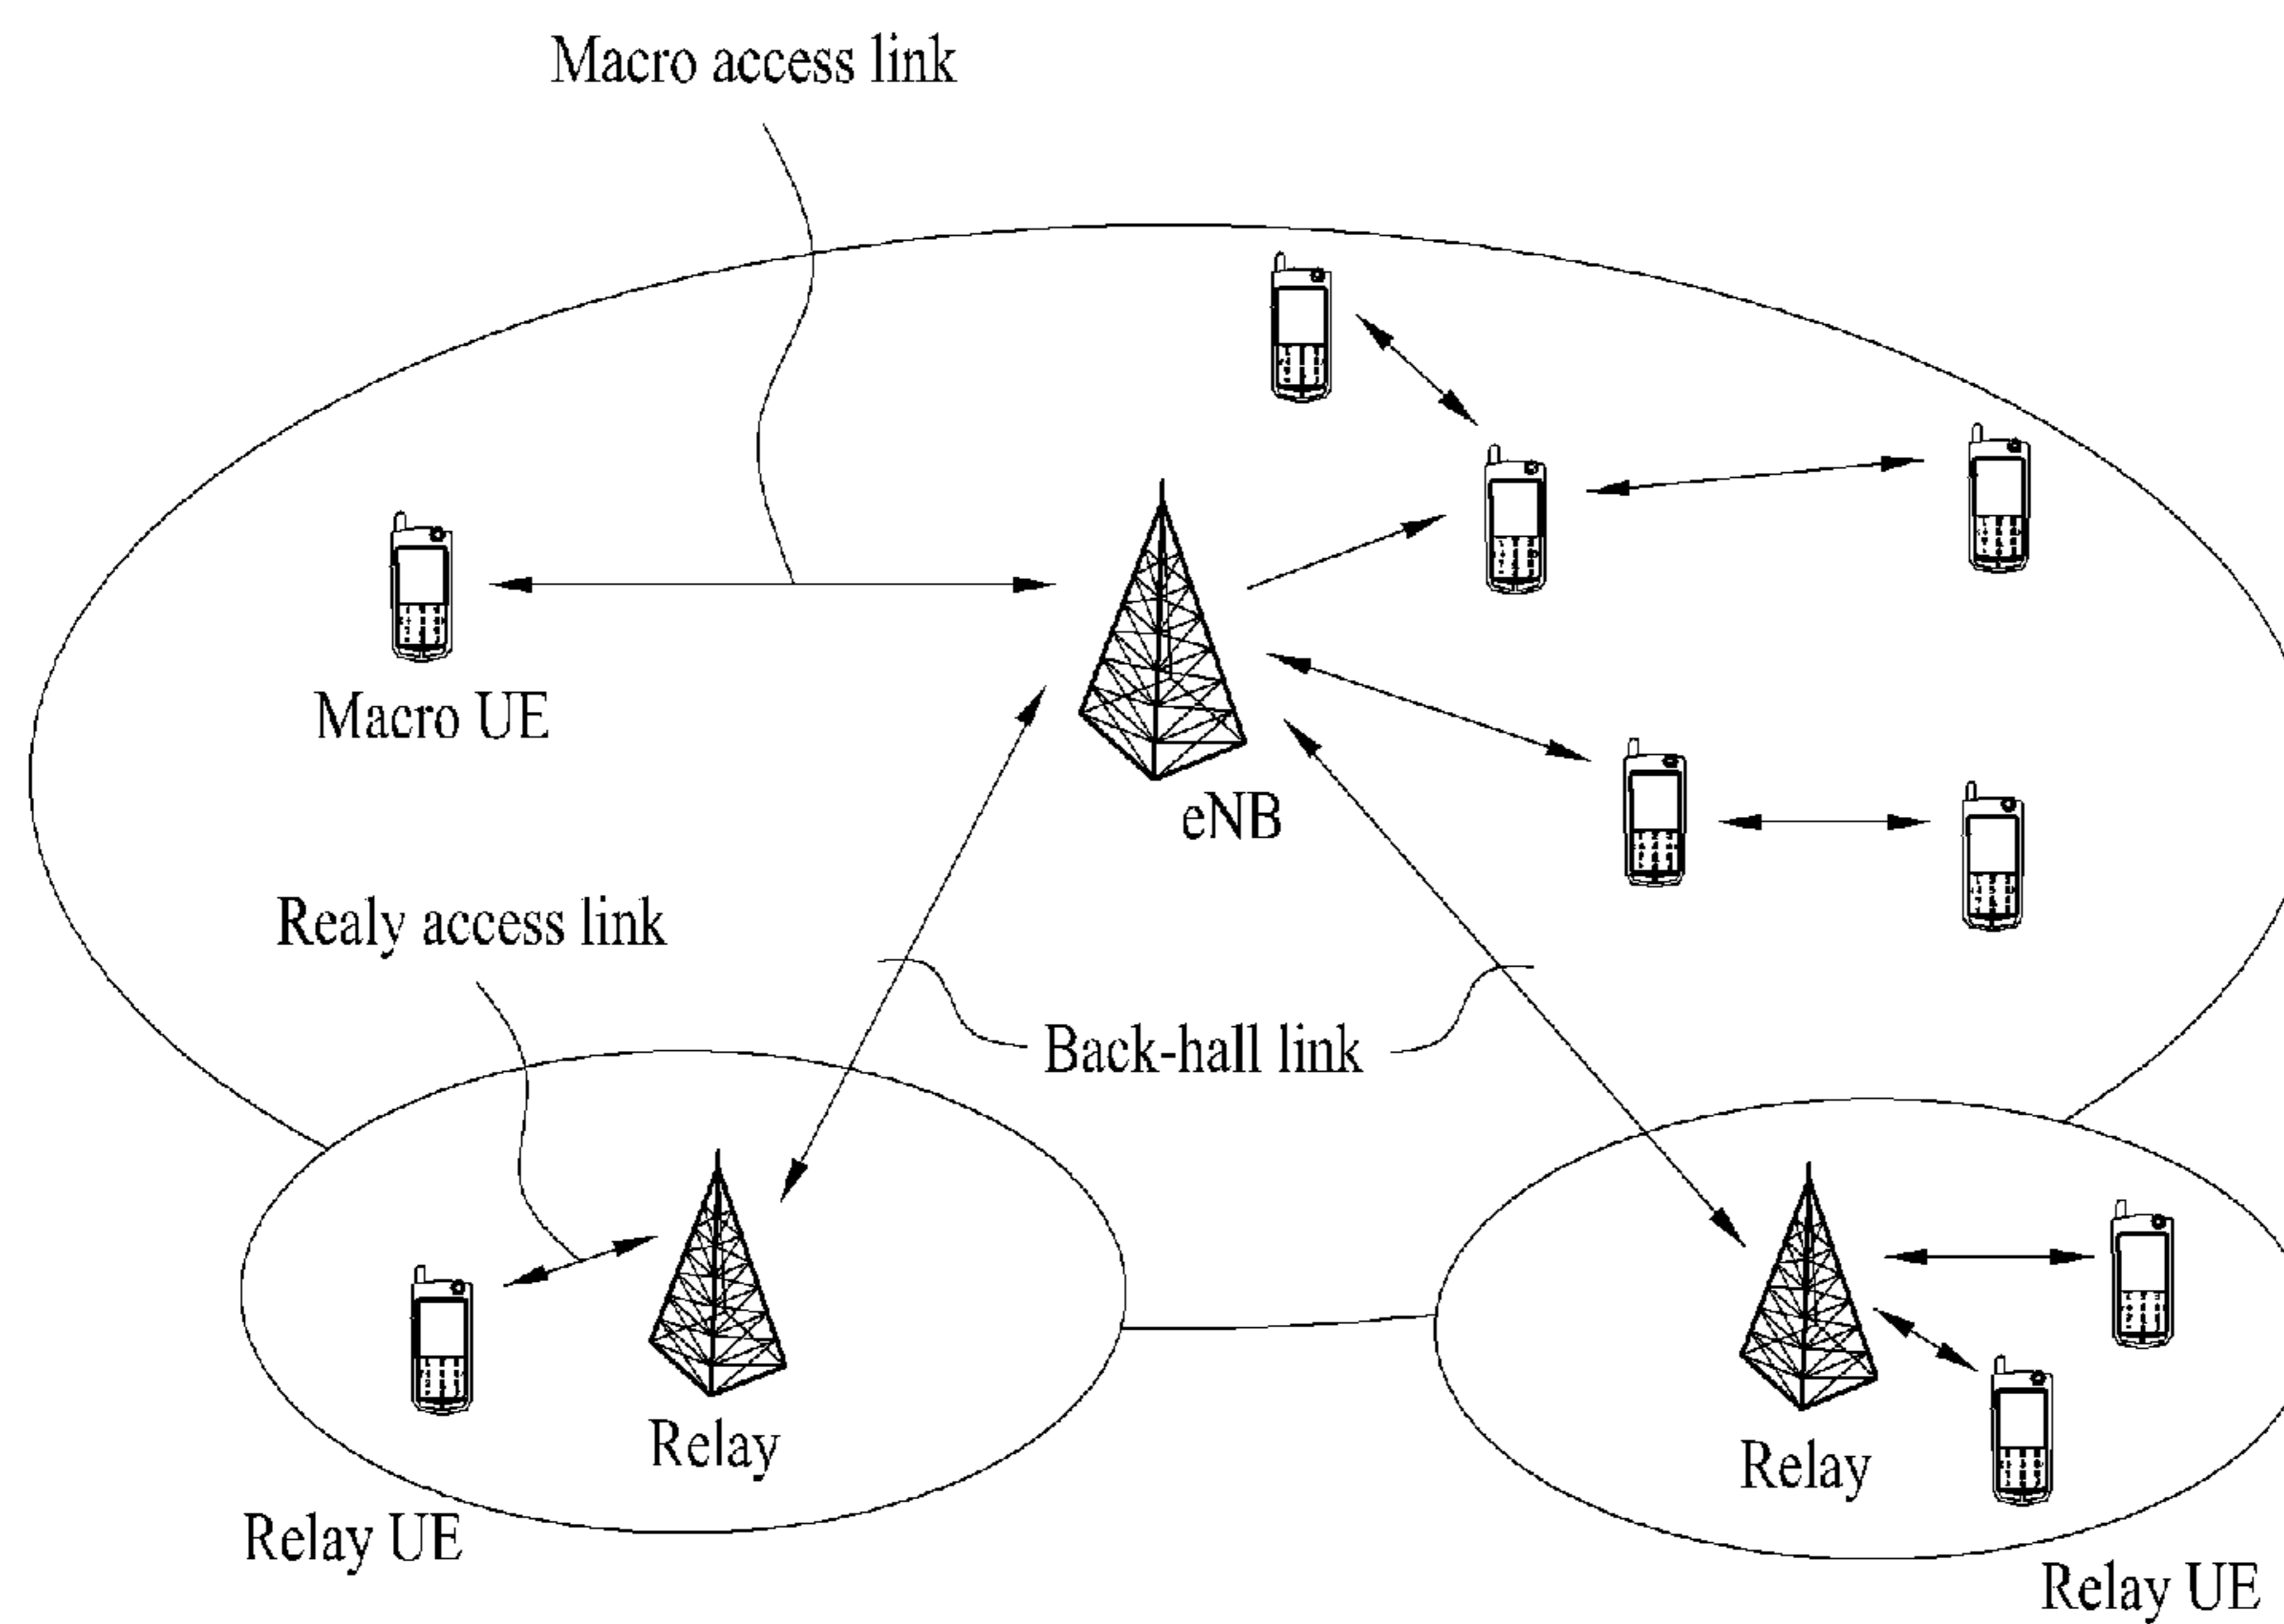 Macro access link
Macro UE
eNB
Realy access link
Back-hall link
Relay
Relay
Relay UE
Relay UE